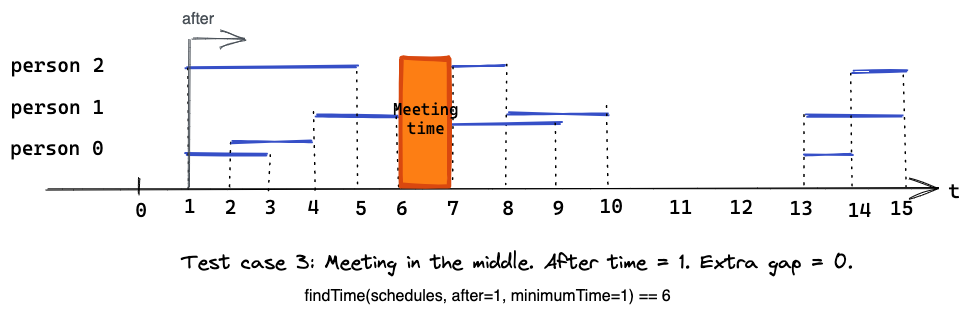 after
person 2
person 1
person 0
Meeting
time
t
0 1 2 3 4 5 6 7 8 9 10 11 12 13 14 15
Test case 3: Meeting in the middle. After time = 1. Extra gap = 0.
findTime(schedules, after=1, minimumTime=1) == 6